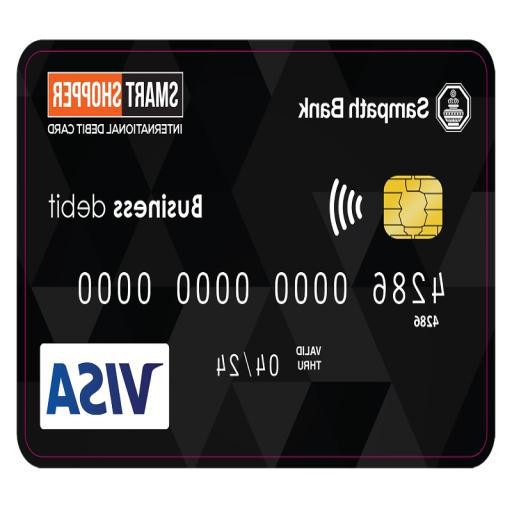 Sampath Bank
SMART SHOPPER
INTERNATIONAL DEBIT CARD
Business debit
4286 0000 0000 0000
4286
VALID THRU 04/24
VISA